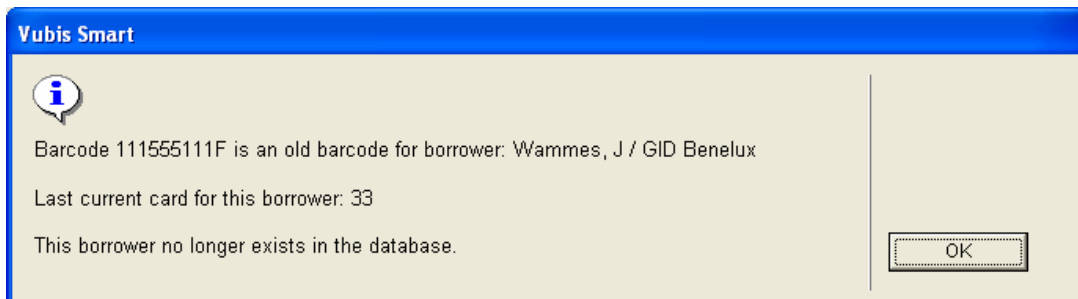 Vubis Smart
Barcode 111555111F is an old barcode for borrower: Wammes, J / GID Benelux
Last current card for this borrower: 33
This borrower no longer exists in the database.
OK